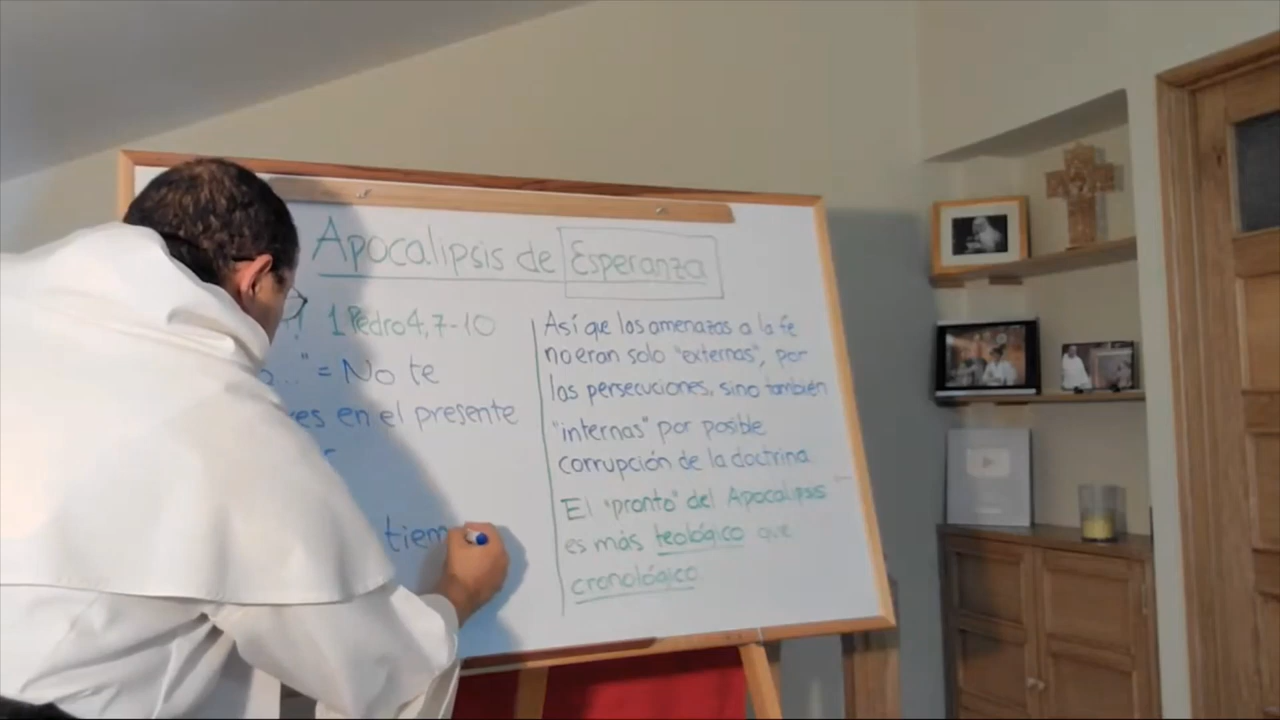 Apocalipsis de Esperanza
1 Pedro 4, 7-10
..." = No te
es en el presente
tiem
Así que las amenazas a la fe
no eran solo "externas", por
las persecuciones, sino también
"internas" por posible
corrupción de la doctrina
El "pronto" del Apocalipsis
es más teológico que
cronológico